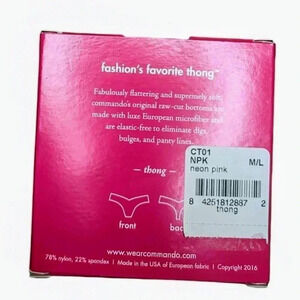 fashion's favorite thong™
Fabulously flattering and supremely soft,
commando's original raw-cut bottoms are
made with luxe European microfiber and
are elastic-free to eliminate digs,
bulges, and panty lines.
— thong —
CT01
NPK M/L
neon pink
8 4251812887 2
thong
front
www.wearcommando.com
78% nylon, 22% spandex | Made in the USA of European fabric | Copyright 2016